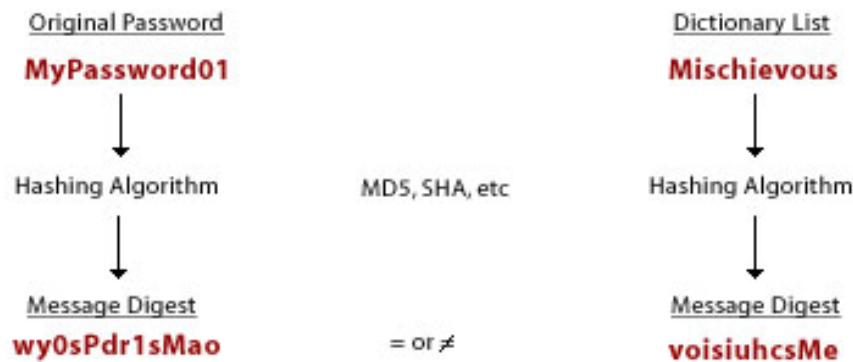 Original Password
MyPassword01
Hashing Algorithm
Message Digest
wy0sPdr1sMao
MD5, SHA, etc
= or ≠
Dictionary List
Mischievous
Hashing Algorithm
Message Digest
voisiuhcsMe